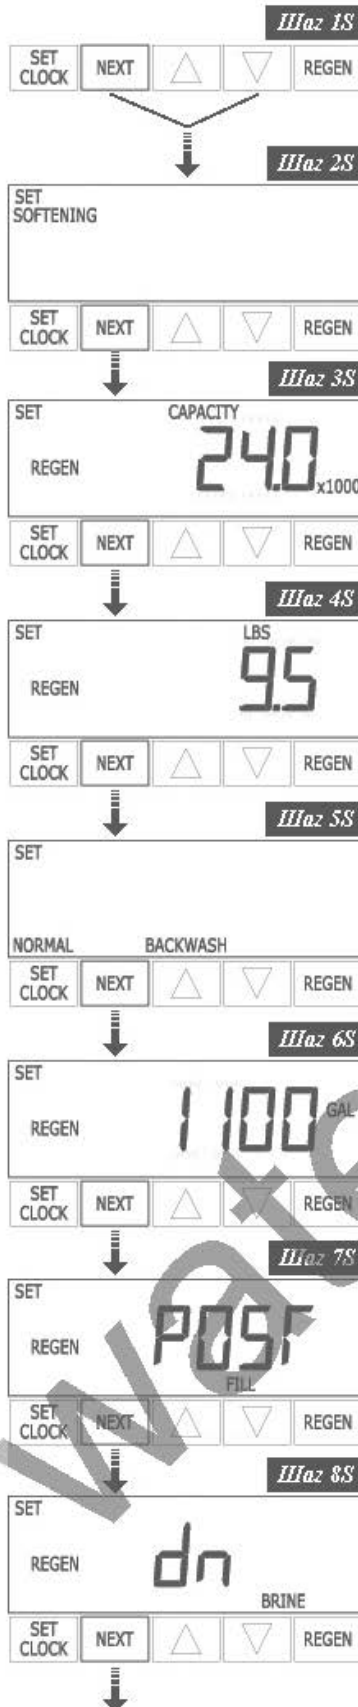 Шаг 1S
SET CLOCK NEXT REGEN
Шаг 2S
SET
SOFTENING
SET CLOCK NEXT REGEN
Шаг 3S
SET CAPACITY
REGEN 24.0 x1000
SET CLOCK NEXT REGEN
Шаг 4S
SET LBS
REGEN 9.5
SET CLOCK NEXT REGEN
Шаг 5S
SET
NORMAL BACKWASH
SET CLOCK NEXT REGEN
Шаг 6S
SET
REGEN 1100 GAL
SET CLOCK NEXT REGEN
Шаг 7S
SET
REGEN POST
FILL
SET CLOCK NEXT REGEN
Шаг 8S
SET
REGEN dn
BRINE
SET CLOCK NEXT REGEN